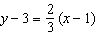 y − 3 = 2/3 (x − 1)